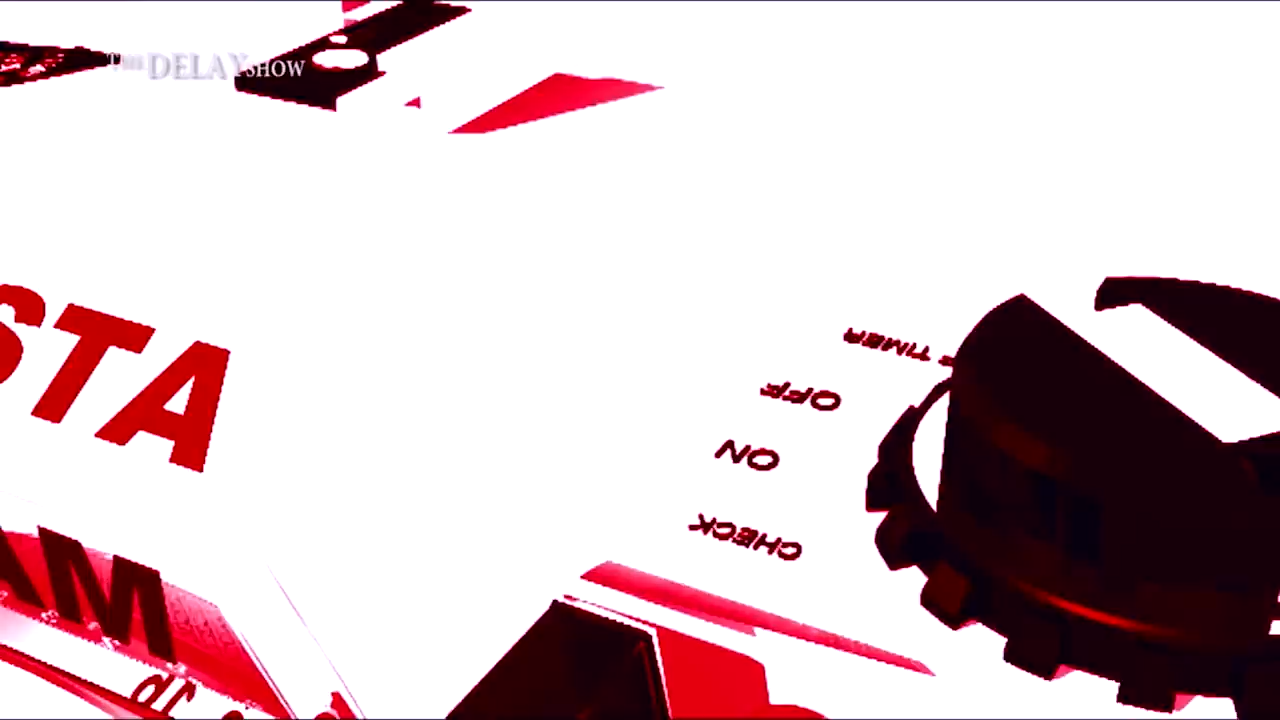 THE DELAY SHOW
STA
TIMER
OFF
ON
CHECK
AM